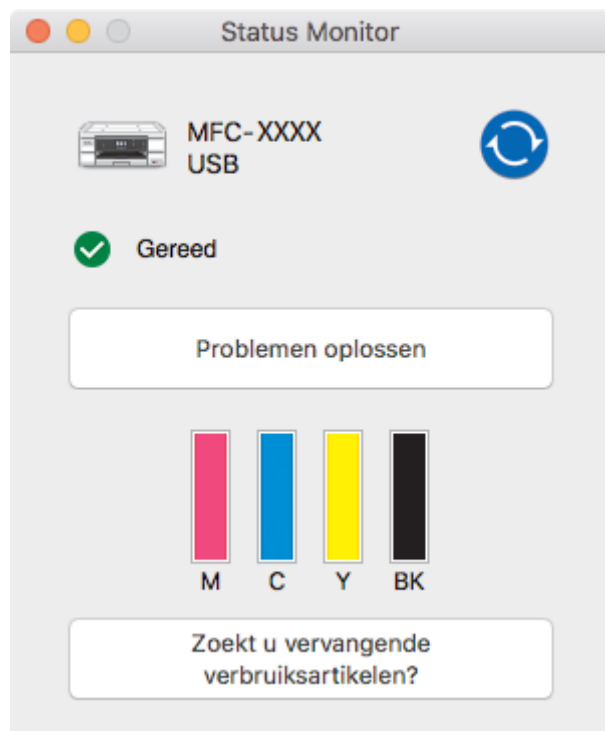 Status Monitor
MFC-XXXX
USB
Gereed
Problemen oplossen
M C Y BK
Zoekt u vervangende
verbruiksartikelen?